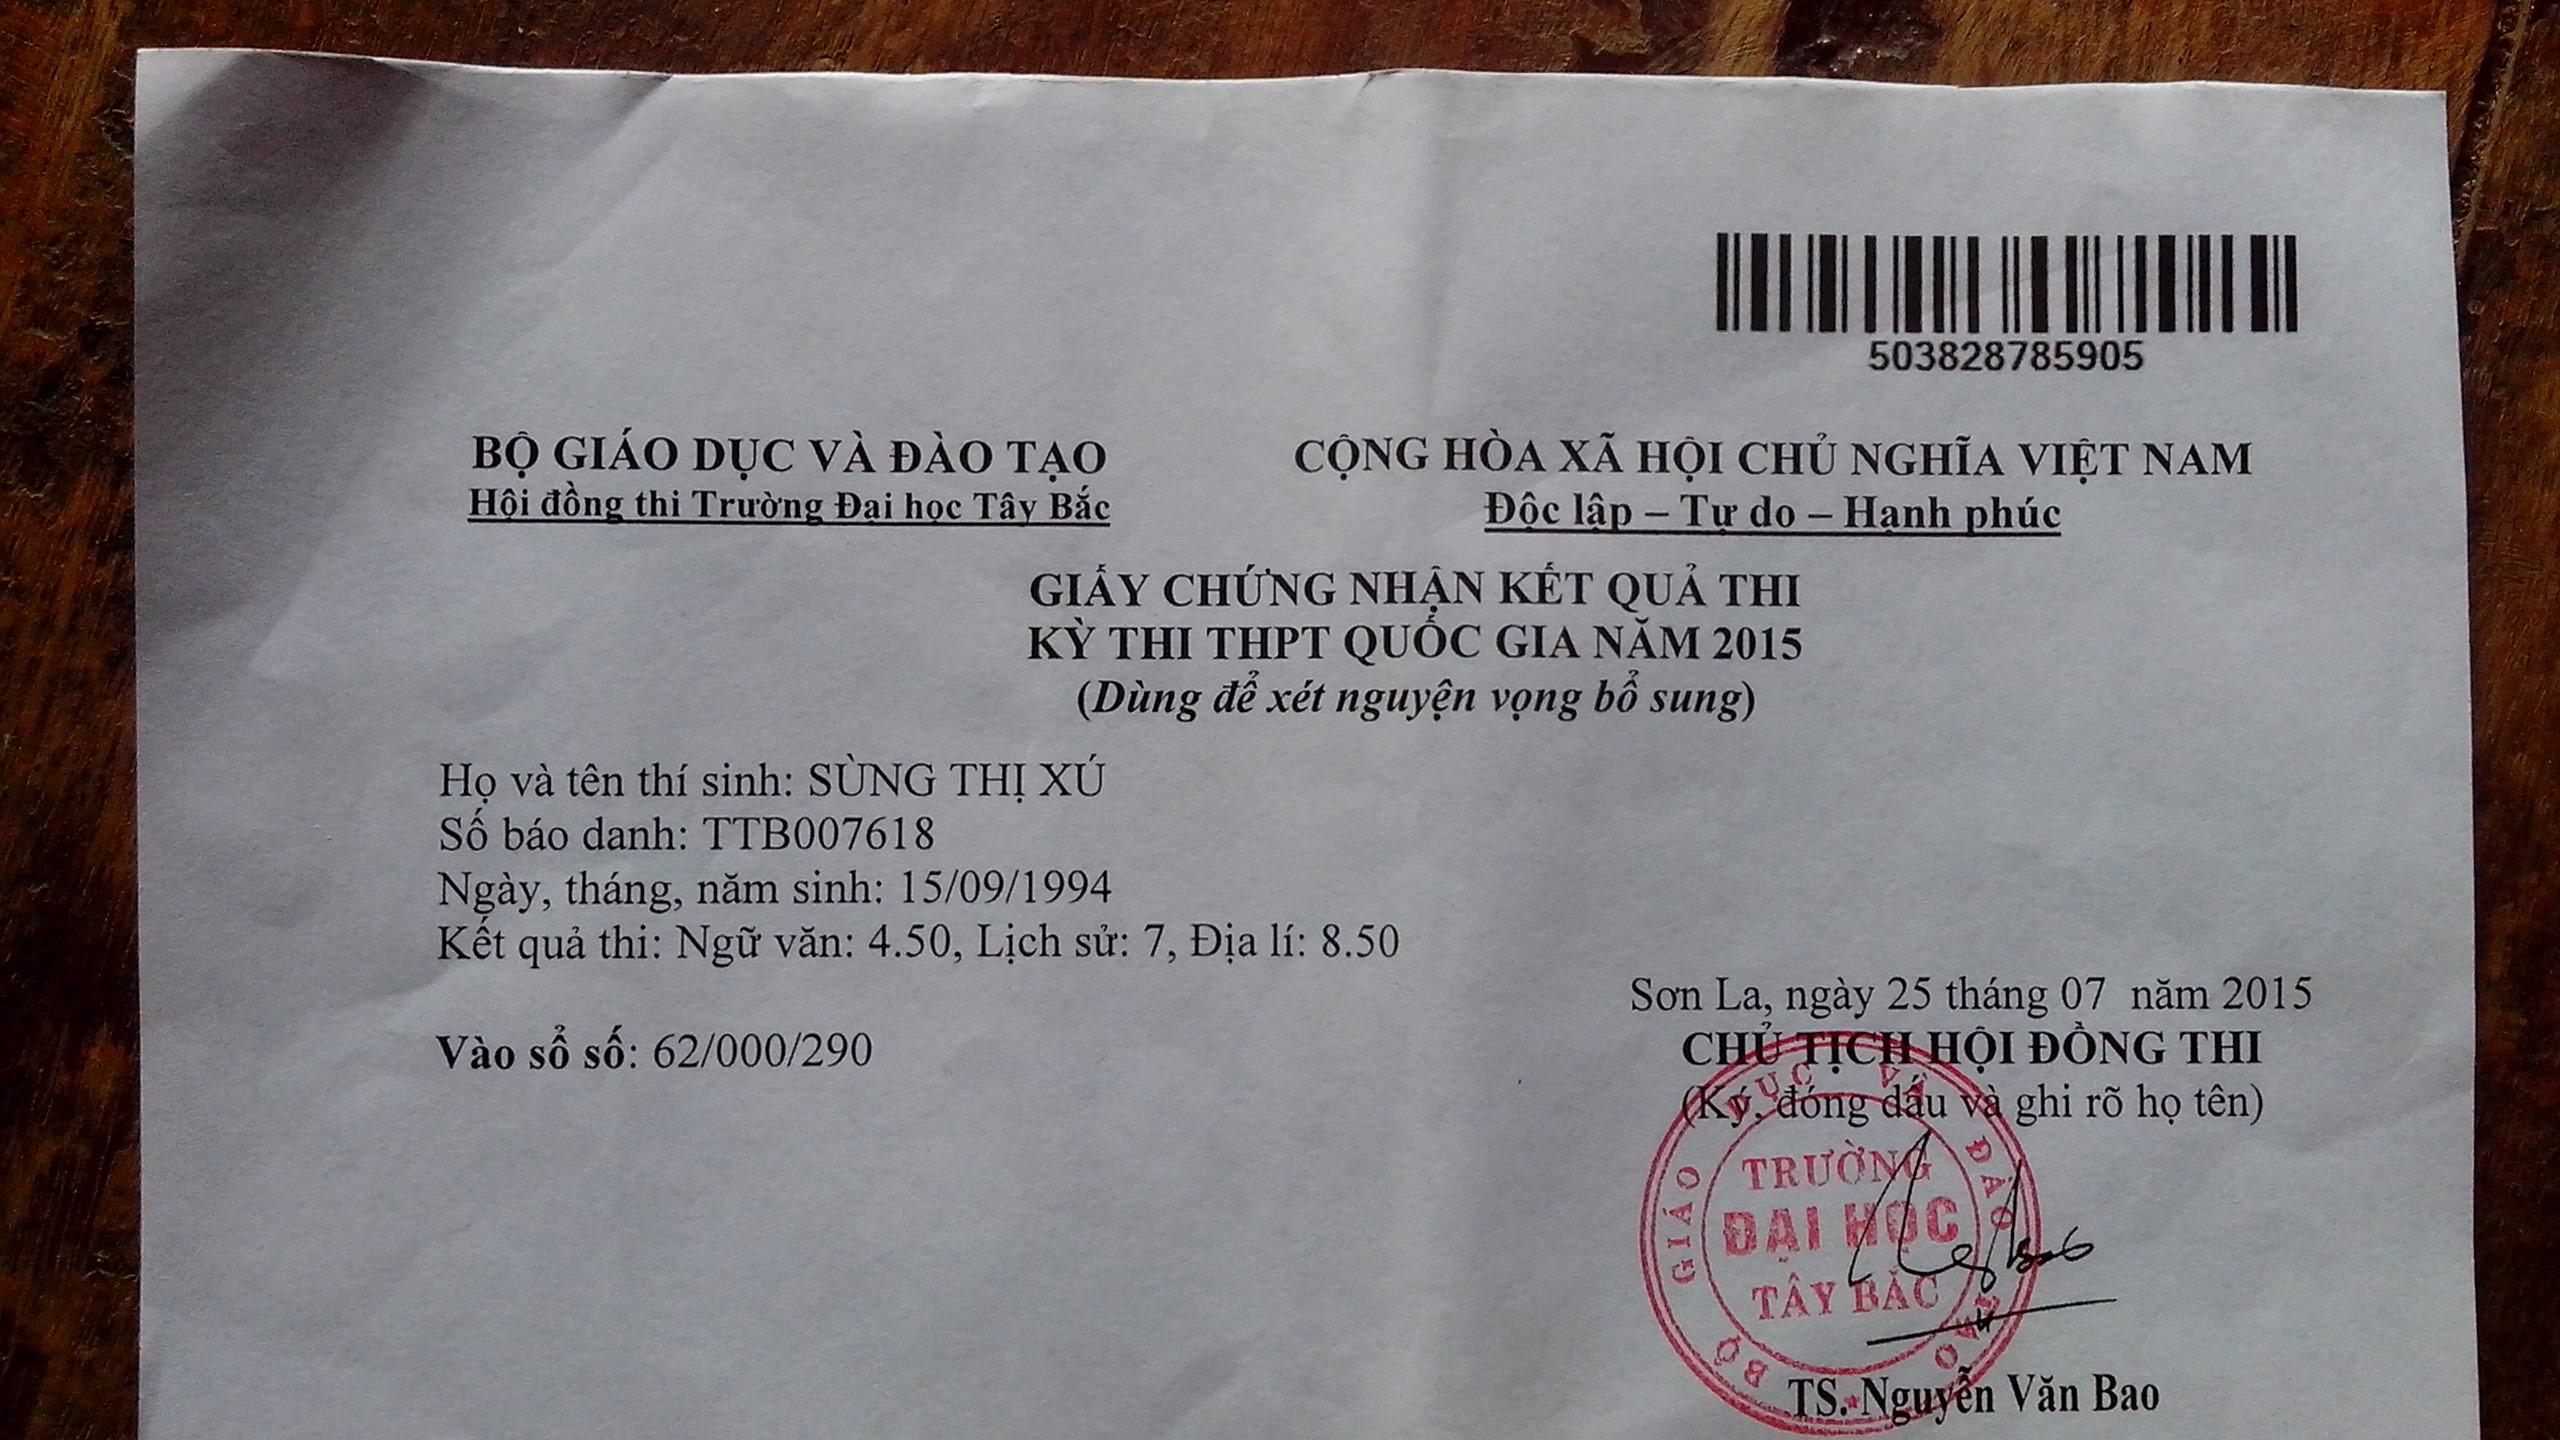 503828785905
BỘ GIÁO DỤC VÀ ĐÀO TẠO
Hội đồng thi Trường Đại học Tây Bắc
CỘNG HÒA XÃ HỘI CHỦ NGHĨA VIỆT NAM
Độc lập – Tự do – Hạnh phúc
GIẤY CHỨNG NHẬN KẾT QUẢ THI
KỲ THI THPT QUỐC GIA NĂM 2015
(Dùng để xét nguyện vọng bổ sung)
Họ và tên thí sinh: SÙNG THỊ XÚ
Số báo danh: TTB007618
Ngày, tháng, năm sinh: 15/09/1994
Kết quả thi: Ngữ văn: 4.50, Lịch sử: 7, Địa lí: 8.50
Vào sổ số: 62/000/290
Sơn La, ngày 25 tháng 07 năm 2015
CHỦ TỊCH HỘI ĐỒNG THI
(Ký, đóng dấu và ghi rõ họ tên)
BỘ GIÁO DỤC VÀ ĐÀO TẠO
TRƯỜNG
ĐẠI HỌC
TÂY BẮC
TS. Nguyễn Văn Bao